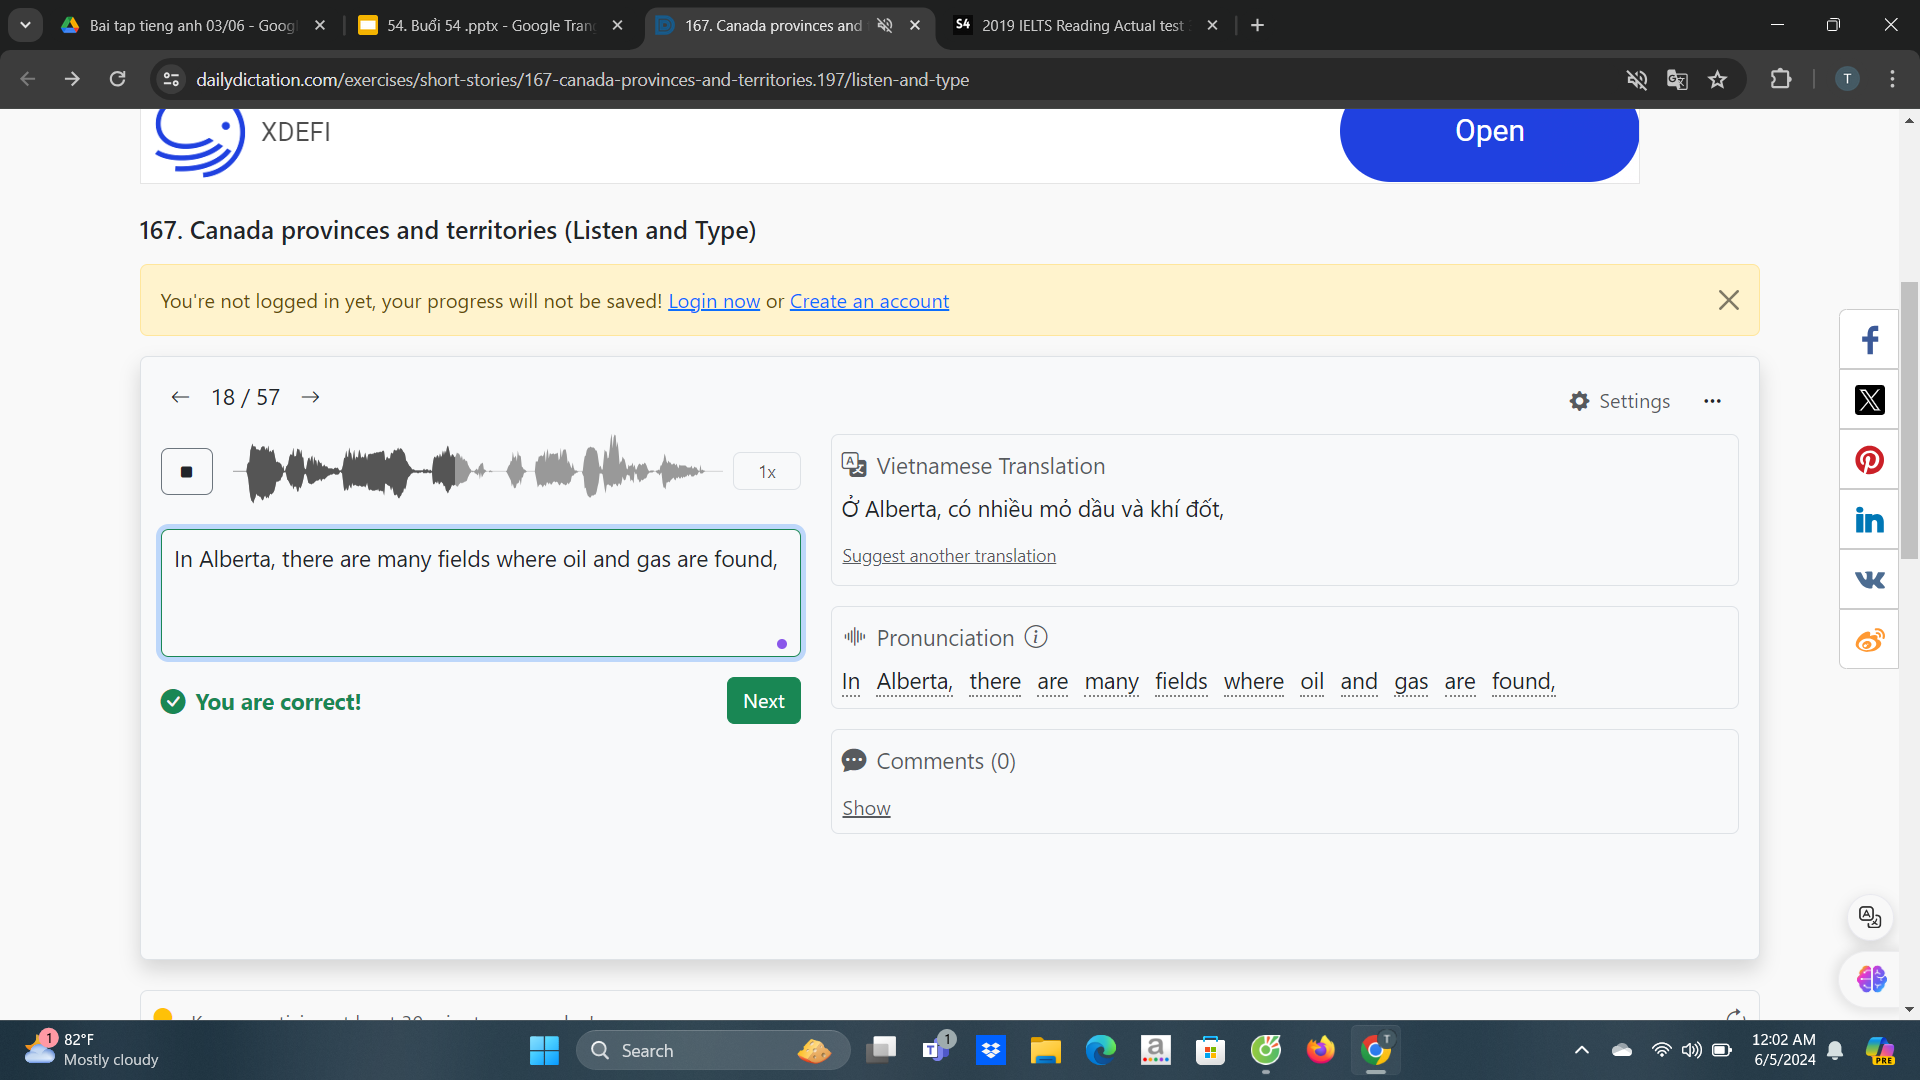 Bai tap tieng anh 03/06 - Googl
54. Buổi 54 .pptx - Google Tran
167. Canada provinces and
S4 2019 IELTS Reading Actual test
dailydictation.com/exercises/short-stories/167-canada-provinces-and-territories.197/listen-and-type
T
XDEFI
Open
167. Canada provinces and territories (Listen and Type)
You're not logged in yet, your progress will not be saved! Login now or Create an account
18 / 57
Settings
1x
In Alberta, there are many fields where oil and gas are found,
You are correct!
Next
Vietnamese Translation
Ở Alberta, có nhiều mỏ dầu và khí đốt,
Suggest another translation
Pronunciation
In Alberta, there are many fields where oil and gas are found,
Comments (0)
Show
1
82°F
Mostly cloudy
Search
1
T
12:02 AM
6/5/2024
PRE